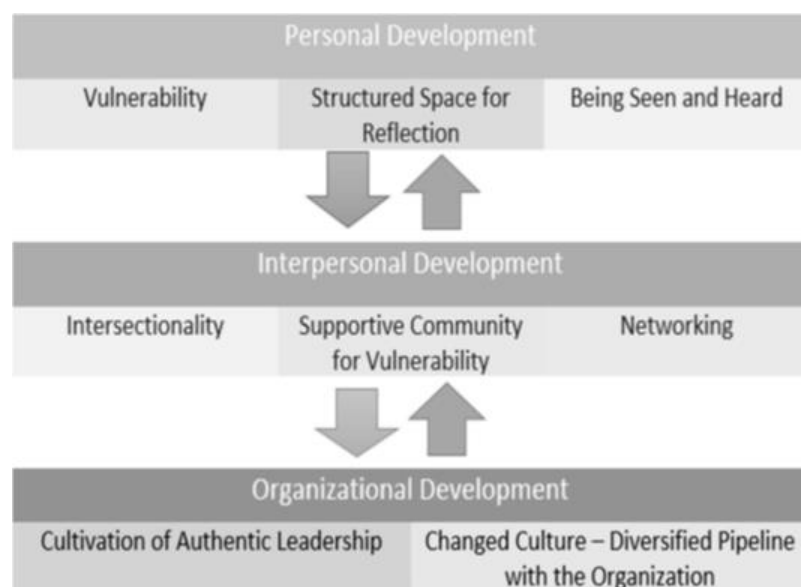 Personal Development
Vulnerability
Structured Space for
Reflection
Being Seen and Heard
Interpersonal Development
Intersectionality
Supportive Community
for Vulnerability
Networking
Organizational Development
Cultivation of Authentic Leadership
Changed Culture – Diversified Pipeline
with the Organization